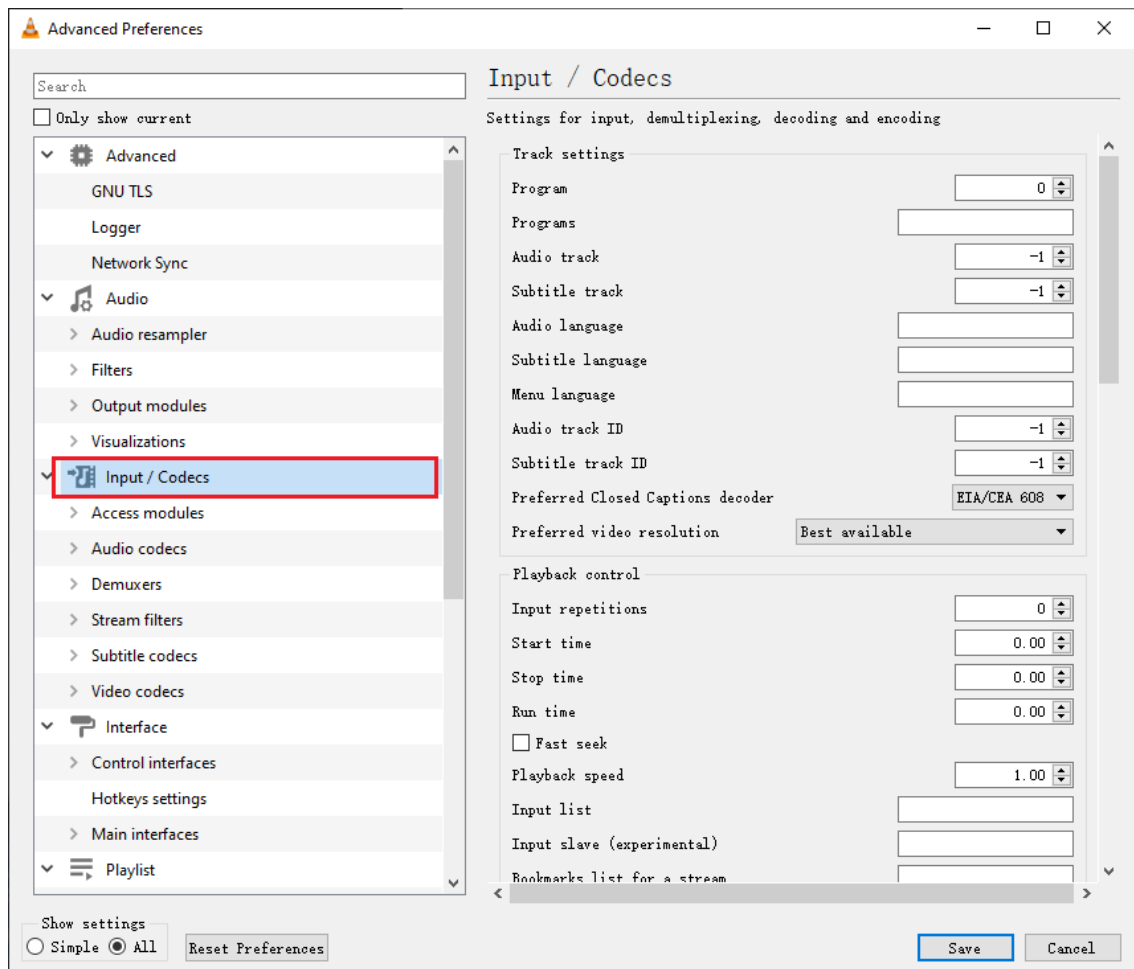 Advanced Preferences
Search
Only show current
Advanced
GNU TLS
Logger
Network Sync
Audio
Audio resampler
Filters
Output modules
Visualizations
Input / Codecs
Access modules
Audio codecs
Demuxers
Stream filters
Subtitle codecs
Video codecs
Interface
Control interfaces
Hotkeys settings
Main interfaces
Playlist
Show settings
Simple All
Reset Preferences
Input / Codecs
Settings for input, demultiplexing, decoding and encoding
Track settings
Program 0
Programs
Audio track -1
Subtitle track -1
Audio language
Subtitle language
Menu language
Audio track ID -1
Subtitle track ID -1
Preferred Closed Captions decoder EIA/CEA 608
Preferred video resolution Best available
Playback control
Input repetitions 0
Start time 0.00
Stop time 0.00
Run time 0.00
Fast seek
Playback speed 1.00
Input list
Input slave (experimental)
Bookmarks list for a stream
Save Cancel